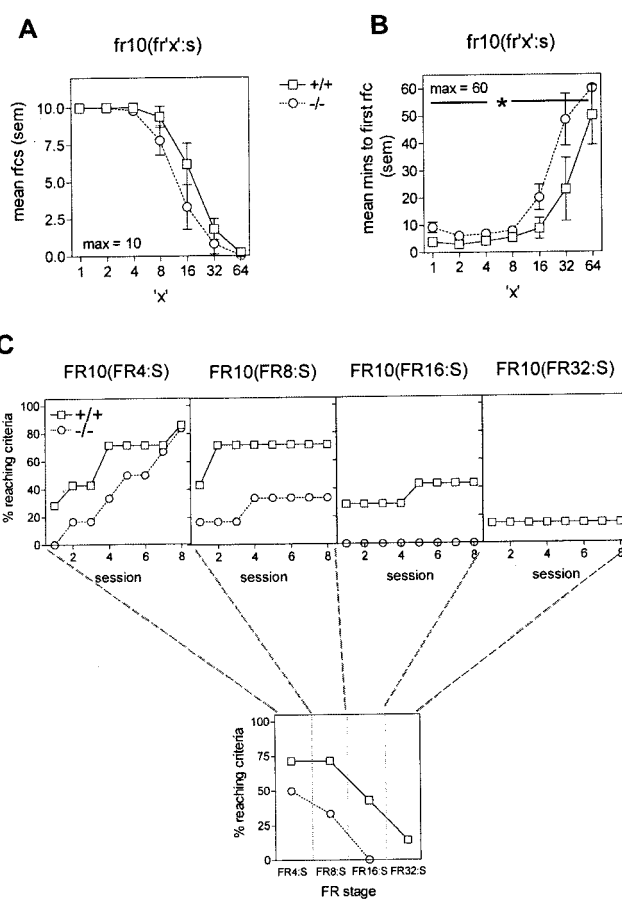 A
fr10(fr'x':s)
mean rfcs (sem)
10.0
7.5
5.0
2.5
0.0
max = 10
1 2 4 8 16 32 64
'x'
+/+
-/-
B
fr10(fr'x':s)
mean mins to first rfc
(sem)
60
50
40
30
20
10
0
max = 60
*
1 2 4 8 16 32 64
'x'
C
FR10(FR4:S) FR10(FR8:S) FR10(FR16:S) FR10(FR32:S)
% reaching criteria
100
80
60
40
20
0
+/+
-/-
2 4 6 8
session
2 4 6 8
session
2 4 6 8
session
2 4 6 8
session
% reaching criteria
100
75
50
25
0
FR4:S FR8:S FR16:S FR32:S
FR stage